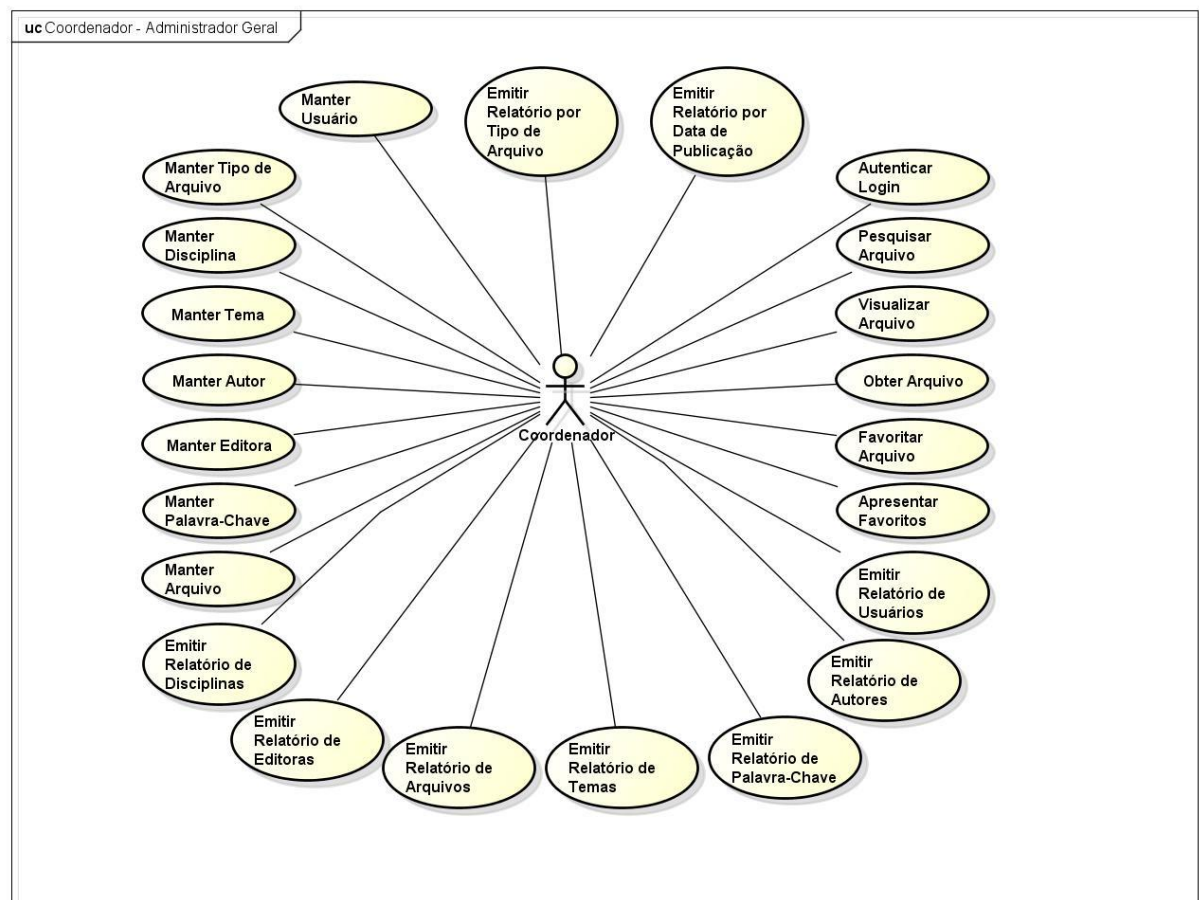 uc Coordenador - Administrador Geral
Manter
Usuário
Emitir
Relatório por
Tipo de
Arquivo
Emitir
Relatório por
Data de
Publicação
Manter Tipo de
Arquivo
Autenticar
Login
Manter
Disciplina
Pesquisar
Arquivo
Manter Tema
Visualizar
Arquivo
Manter Autor
Obter Arquivo
Coordenador
Manter Editora
Favoritar
Arquivo
Manter
Palavra-Chave
Apresentar
Favoritos
Manter
Arquivo
Emitir
Relatório de
Usuários
Emitir
Relatório de
Disciplinas
Emitir
Relatório de
Autores
Emitir
Relatório de
Editoras
Emitir
Relatório de
Arquivos
Emitir
Relatório de
Temas
Emitir
Relatório de
Palavra-Chave